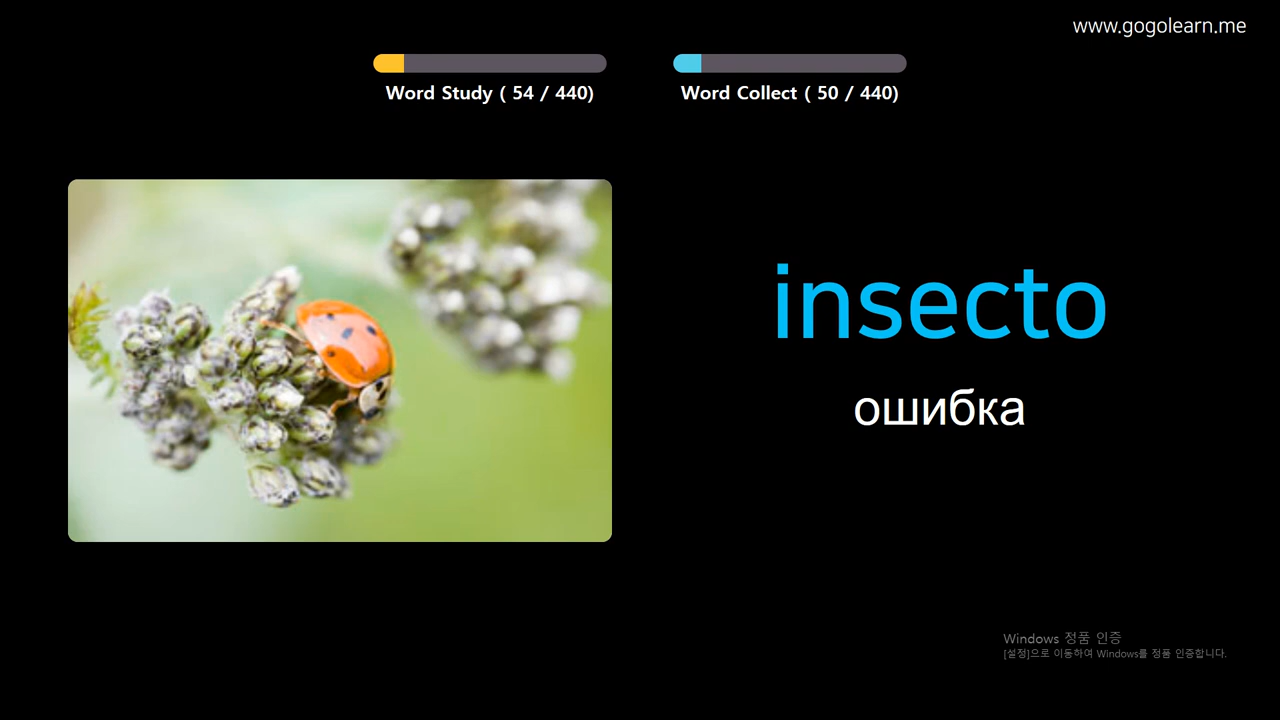 www.gogolearn.me
Word Study ( 54 / 440)
Word Collect ( 50 / 440)
insecto
ошибка
Windows 정품 인증
[설정]으로 이동하여 Windows를 정품 인증합니다.